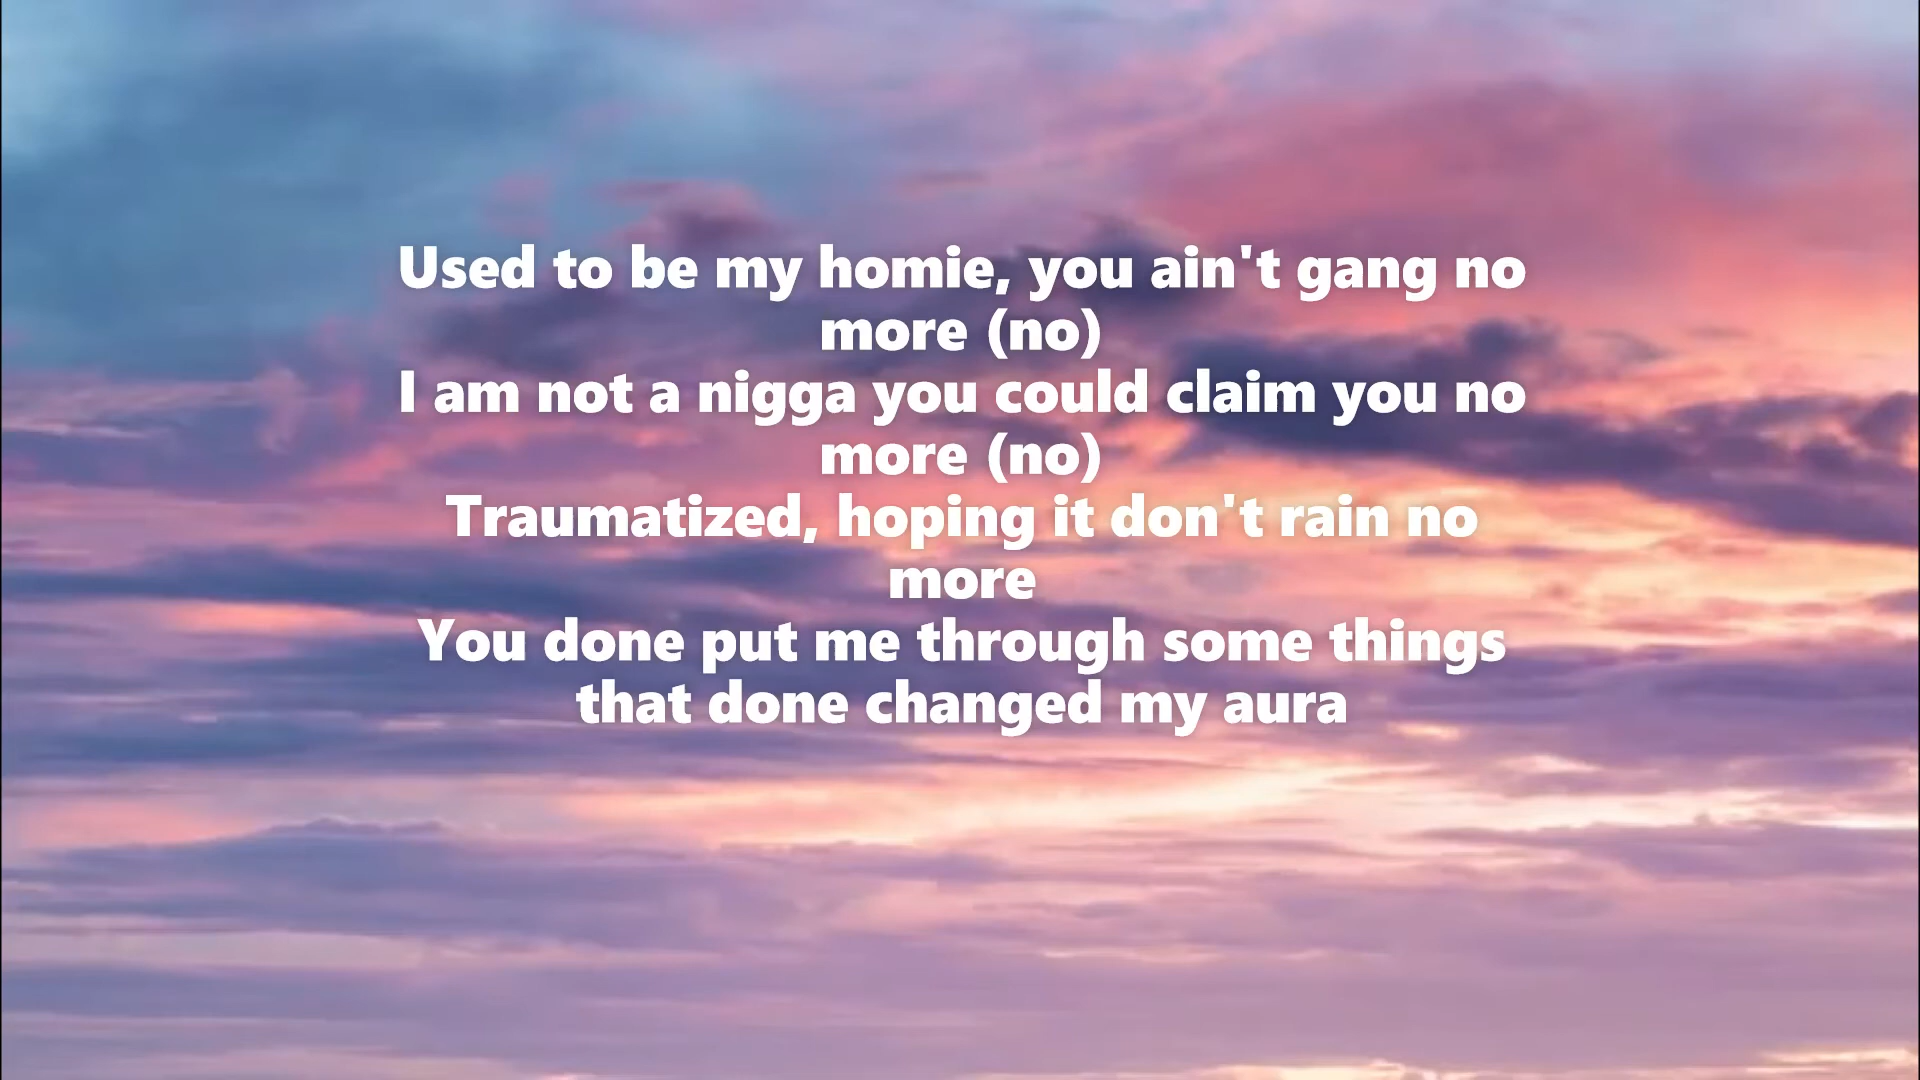 Used to be my homie, you ain't gang no
more (no)
I am not a nigga you could claim you no
more (no)
Traumatized, hoping it don't rain no
more
You done put me through some things
that done changed my aura